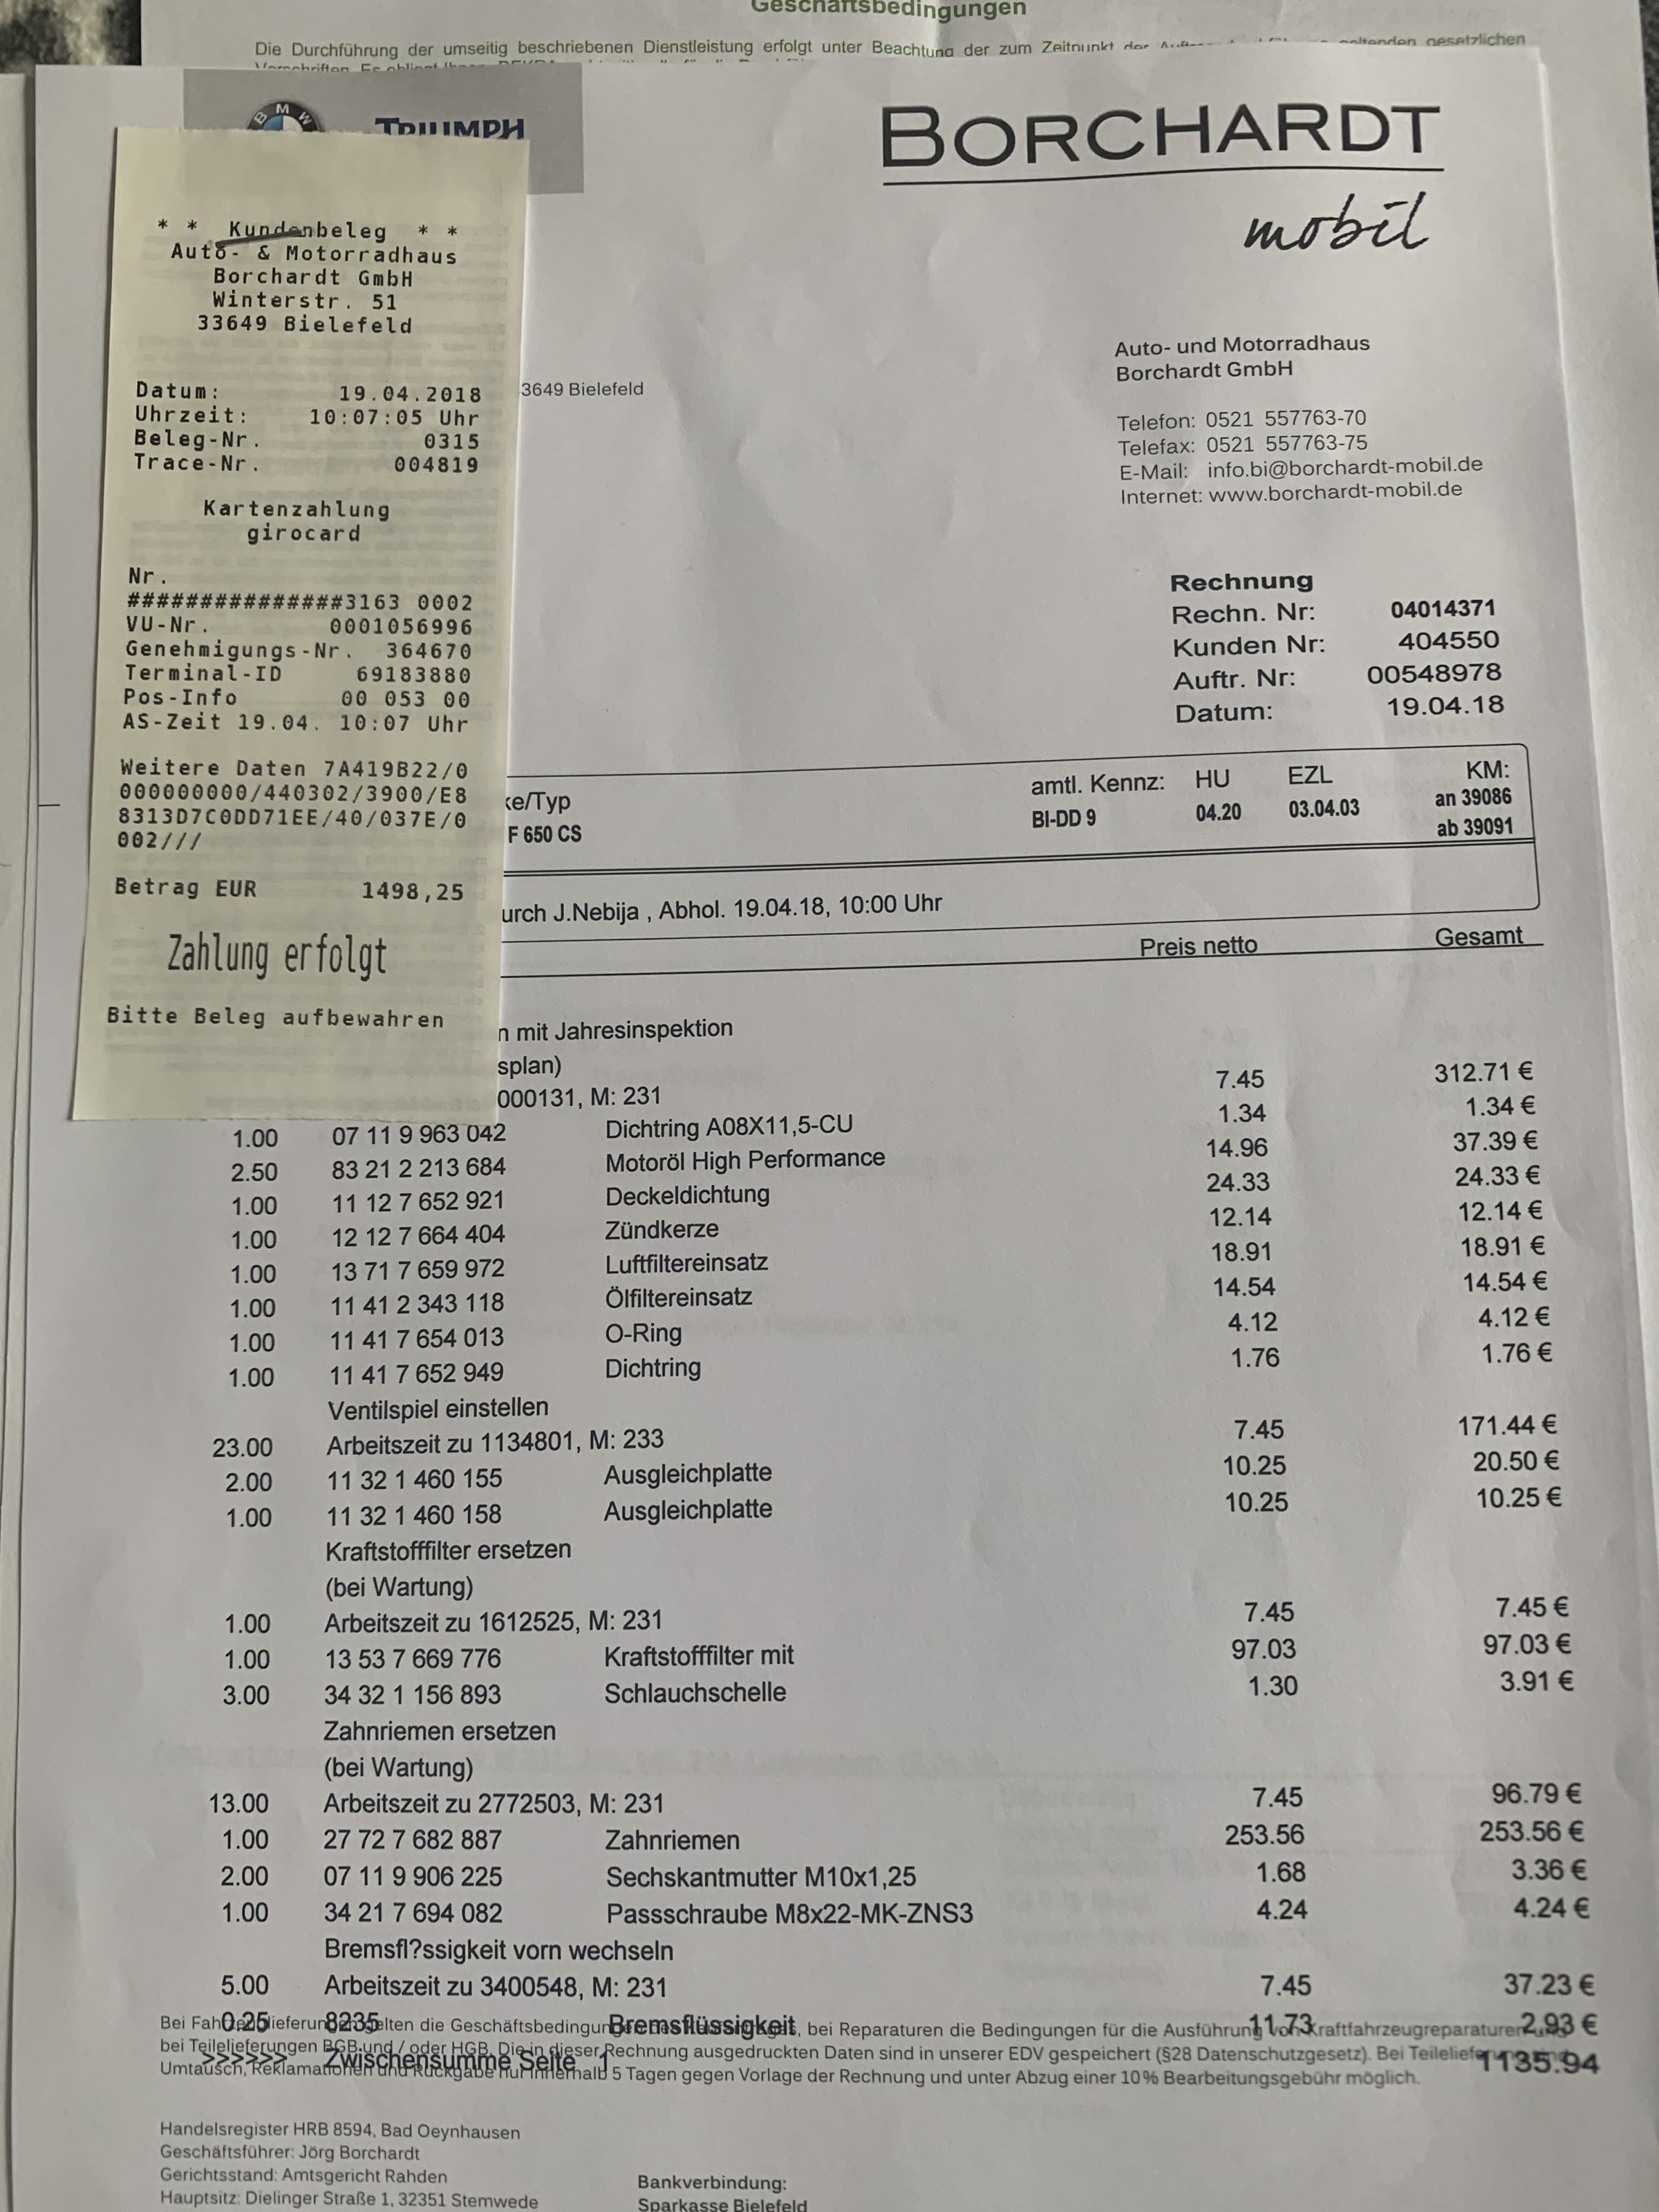 Geschäftsbedingungen
Die Durchführung der umseitig beschriebenen Dienstleistung erfolgt unter Beachtung der zum Zeitpunkt der geltenden gesetzlichen
BMW TRIUMPH
BORCHARDT
mobil
* * Kundenbeleg * *
Auto- & Motorradhaus
Borchardt GmbH
Winterstr. 51
33649 Bielefeld
Datum: 19.04.2018
Uhrzeit: 10:07:05 Uhr
Beleg-Nr. 0315
Trace-Nr. 004819
Kartenzahlung
girocard
Nr.
###############3163 0002
VU-Nr. 0001056996
Genehmigungs-Nr. 364670
Terminal-ID 69183880
Pos-Info 00 053 00
AS-Zeit 19.04. 10:07 Uhr
Weitere Daten 7A419B22/0
000000000/440302/3900/E8
8313D7C0DD71EE/40/037E/0
002///
Betrag EUR 1498,25
Zahlung erfolgt
Bitte Beleg aufbewahren
3649 Bielefeld
Auto- und Motorradhaus
Borchardt GmbH
Telefon: 0521 557763-70
Telefax: 0521 557763-75
E-Mail: info.bi@borchardt-mobil.de
Internet: www.borchardt-mobil.de
Rechnung
Rechn. Nr: 04014371
Kunden Nr: 404550
Auftr. Nr: 00548978
Datum: 19.04.18
ke/Typ amtl. Kennz: HU EZL KM:
F 650 CS BI-DD 9 04.20 03.04.03 an 39086
ab 39091
urch J.Nebija , Abhol. 19.04.18, 10:00 Uhr
Preis netto Gesamt
n mit Jahresinspektion
splan)
000131, M: 231 7.45 312.71 €
1.00 07 11 9 963 042 Dichtring A08X11,5-CU 1.34 1.34 €
2.50 83 21 2 213 684 Motoröl High Performance 14.96 37.39 €
1.00 11 12 7 652 921 Deckeldichtung 24.33 24.33 €
1.00 12 12 7 664 404 Zündkerze 12.14 12.14 €
1.00 13 71 7 659 972 Luftfiltereinsatz 18.91 18.91 €
1.00 11 41 2 343 118 Ölfiltereinsatz 14.54 14.54 €
1.00 11 41 7 654 013 O-Ring 4.12 4.12 €
1.00 11 41 7 652 949 Dichtring 1.76 1.76 €
Ventilspiel einstellen
23.00 Arbeitszeit zu 1134801, M: 233 7.45 171.44 €
2.00 11 32 1 460 155 Ausgleichplatte 10.25 20.50 €
1.00 11 32 1 460 158 Ausgleichplatte 10.25 10.25 €
Kraftstofffilter ersetzen
(bei Wartung)
1.00 Arbeitszeit zu 1612525, M: 231 7.45 7.45 €
1.00 13 53 7 669 776 Kraftstofffilter mit 97.03 97.03 €
3.00 34 32 1 156 893 Schlauchschelle 1.30 3.91 €
Zahnriemen ersetzen
(bei Wartung)
13.00 Arbeitszeit zu 2772503, M: 231 7.45 96.79 €
1.00 27 72 7 682 887 Zahnriemen 253.56 253.56 €
2.00 07 11 9 906 225 Sechskantmutter M10x1,25 1.68 3.36 €
1.00 34 21 7 694 082 Passschraube M8x22-MK-ZNS3 4.24 4.24 €
Bremsfl?ssigkeit vorn wechseln
5.00 Arbeitszeit zu 3400548, M: 231 7.45 37.23 €
0.25 8235 Bremsflüssigkeit 11.73 2.93 €
>>>>>> Zwischensumme Seite 1 1135.94
gelten die Geschäftsbedingungen bei Reparaturen die Bedingungen für die Ausführung von Kraftfahrzeugreparaturen und
bei Teilelieferungen BGB und / oder HGB. Die in dieser Rechnung ausgedruckten Daten sind in unserer EDV gespeichert (§28 Datenschutzgesetz). Bei
Umtausch, Reklamationen und Rückgabe nur innerhalb 5 Tagen gegen Vorlage der Rechnung und unter Abzug einer 10% Bearbeitungsgebühr möglich.
Handelsregister HRB 8594, Bad Oeynhausen
Geschäftsführer: Jörg Borchardt
Gerichtsstand: Amtsgericht Rahden
Hauptsitz: Dielinger Straße 1, 32351 Stemwede
Bankverbindung:
Sparkasse Bielefeld